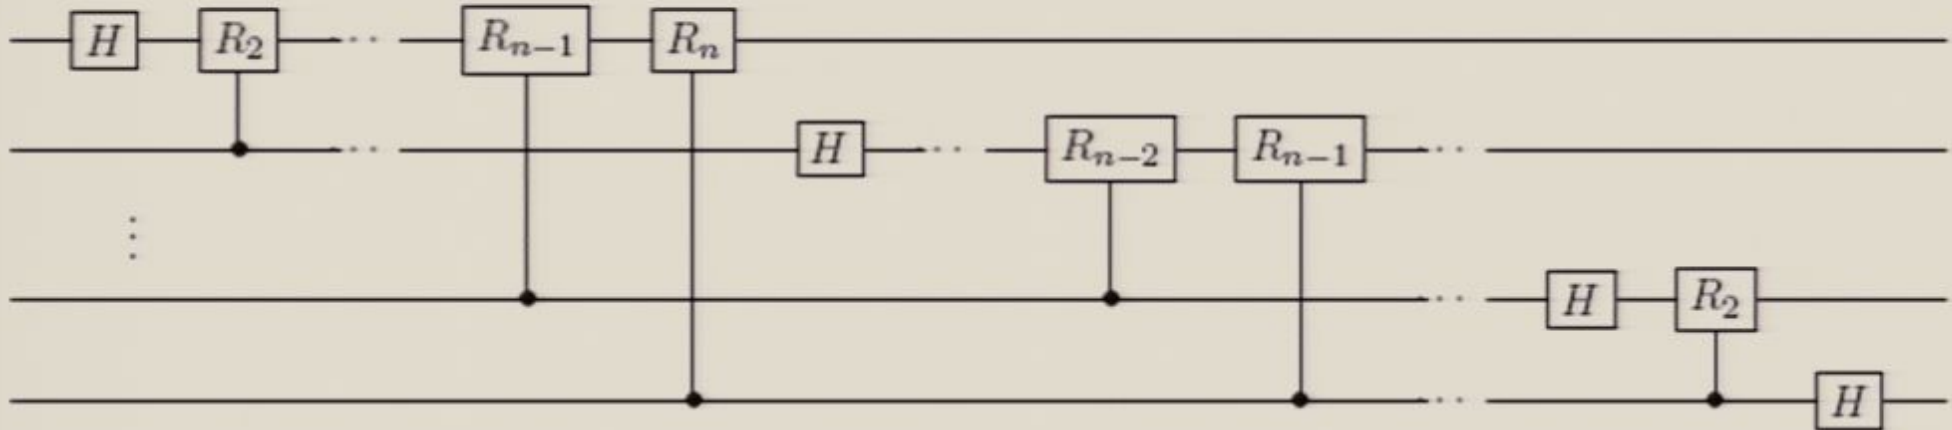 H R₂ ··· Rₙ₋₁ Rₙ
··· H ··· Rₙ₋₂ Rₙ₋₁ ···
⋮
··· H R₂
··· H